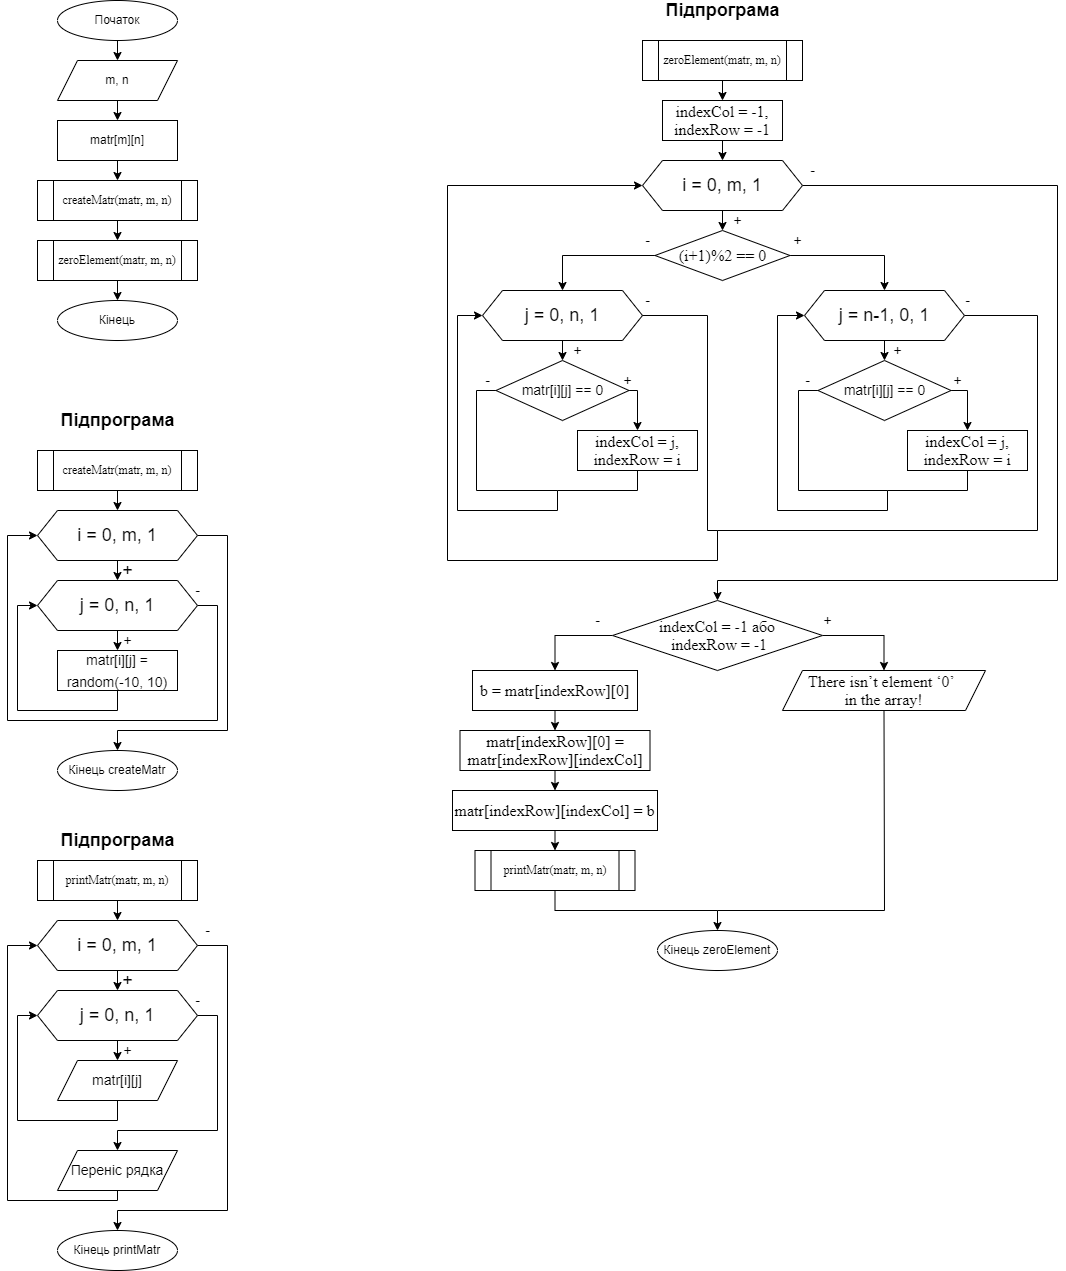 Початок
m, n
matr[m][n]
createMatr(matr, m, n)
zeroElement(matr, m, n)
Кінець
Підпрограма
createMatr(matr, m, n)
i = 0, m, 1
+
j = 0, n, 1
-
+
matr[i][j] =
random(-10, 10)
Кінець createMatr
Підпрограма
printMatr(matr, m, n)
-
i = 0, m, 1
+
-
j = 0, n, 1
+
matr[i][j]
Переніс рядка
Кінець printMatr
Підпрограма
zeroElement(matr, m, n)
indexCol = -1,
indexRow = -1
-
i = 0, m, 1
+
-
+
(i+1)%2 == 0
-
j = 0, n, 1
+
-
+
matr[i][j] == 0
indexCol = j,
indexRow = i
-
j = n-1, 0, 1
+
-
+
matr[i][j] == 0
indexCol = j,
indexRow = i
-
+
indexCol = -1 або
indexRow = -1
b = matr[indexRow][0]
matr[indexRow][0] =
matr[indexRow][indexCol]
matr[indexRow][indexCol] = b
printMatr(matr, m, n)
There isn’t element ‘0’
in the array!
Кінець zeroElement